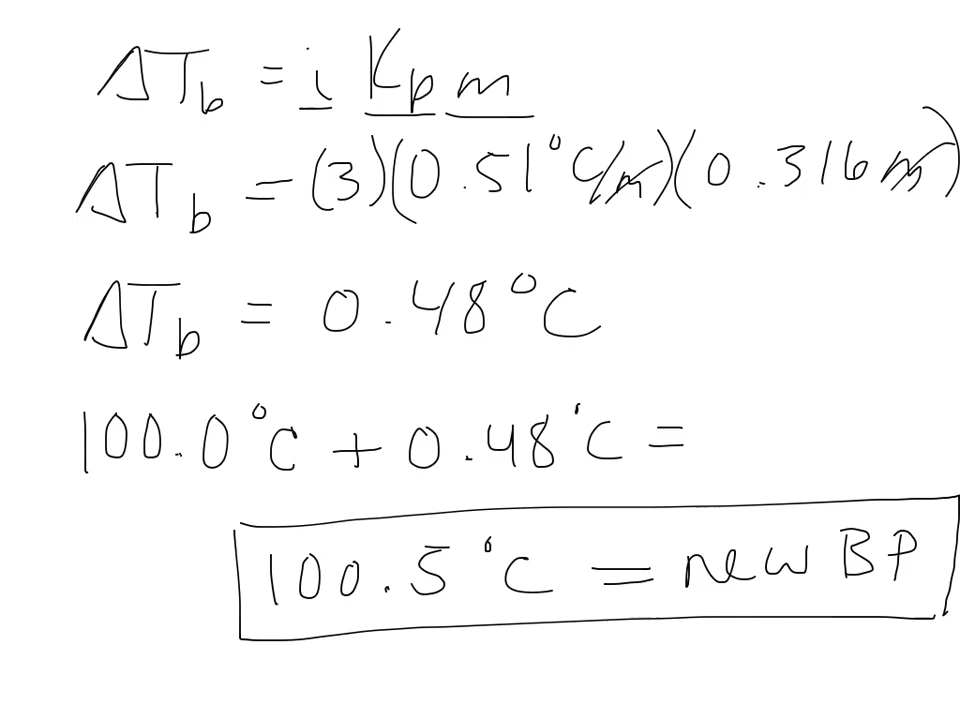 ΔTb = i Kb m
ΔTb = (3)(0.51°C/m)(0.316m)
ΔTb = 0.48°C
100.0°C + 0.48°C =
100.5°C = new BP